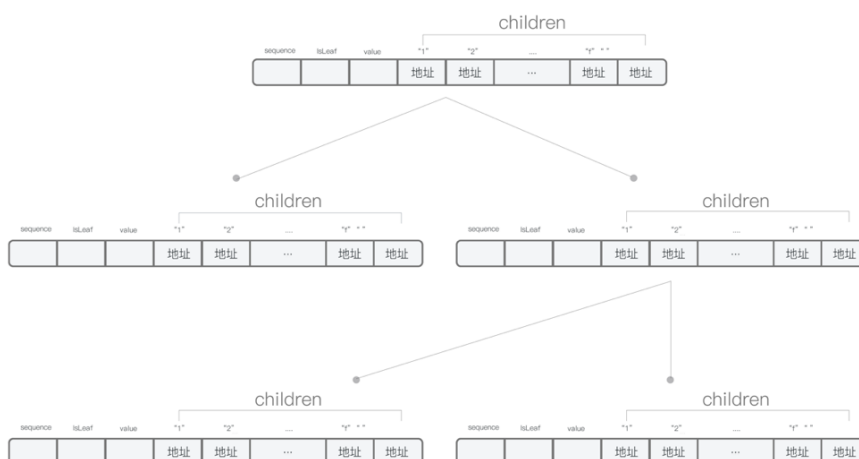 children
sequence IsLeaf value "1" "2" .... "f" " "
地址 地址 ... 地址 地址
children children
sequence IsLeaf value "1" "2" .... "f" " " sequence IsLeaf value "1" "2" .... "f" " "
地址 地址 ... 地址 地址 地址 地址 ... 地址 地址
children children
sequence IsLeaf value "1" "2" .... "f" " " sequence IsLeaf value "1" "2" .... "f" " "
地址 地址 ... 地址 地址 地址 地址 ... 地址 地址